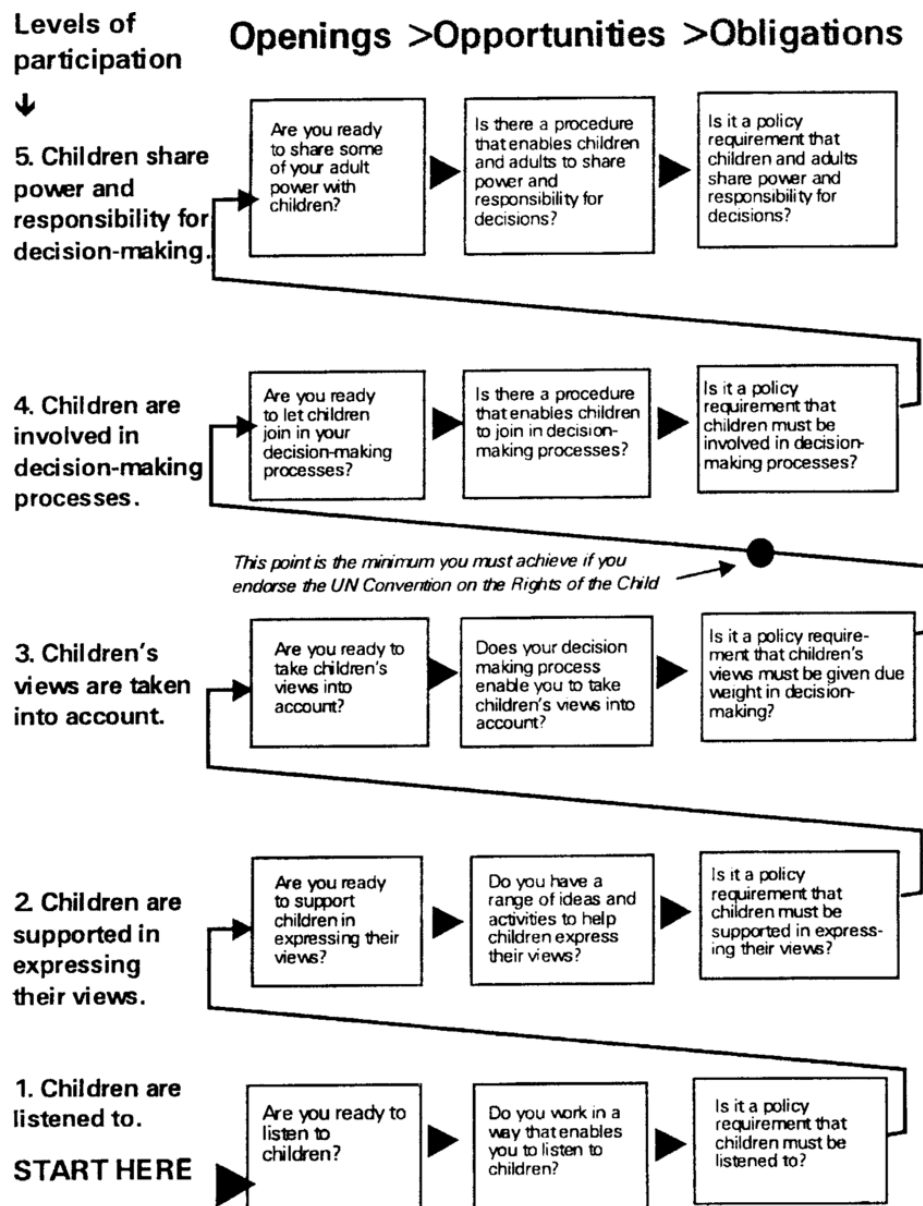 Levels of
participation
Openings >Opportunities >Obligations
5. Children share
power and
responsibility for
decision-making.
Are you ready
to share some
of your adult
power with
children?
Is there a procedure
that enables children
and adults to share
power and
responsibility for
decisions?
Is it a policy
requirement that
children and adults
share power and
responsibility for
decisions?
4. Children are
involved in
decision-making
processes.
Are you ready
to let children
join in your
decision-making
processes?
Is there a procedure
that enables children
to join in decision-
making processes?
Is it a policy
requirement that
children must be
involved in decision-
making processes?
This point is the minimum you must achieve if you
endorse the UN Convention on the Rights of the Child
3. Children's
views are taken
into account.
Are you ready to
take children's
views into
account?
Does your decision
making process
enable you to take
children's views into
account?
Is it a policy require-
ment that children's
views must be given due
weight in decision-
making?
2. Children are
supported in
expressing
their views.
Are you ready
to support
children in
expressing their
views?
Do you have a
range of ideas and
activities to help
children express
their views?
Is it a policy
requirement that
children must be
supported in express-
ing their views?
1. Children are
listened to.
START HERE
Are you ready to
listen to
children?
Do you work in a
way that enables
you to listen to
children?
Is it a policy
requirement that
children must be
listened to?